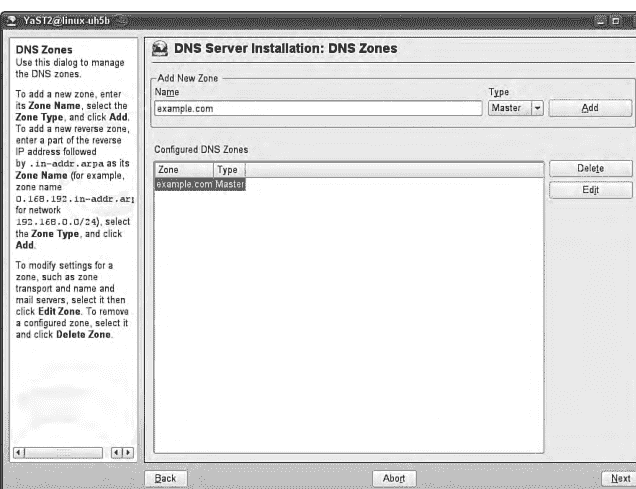 YaST2@linux-uh5b
DNS Zones
Use this dialog to manage
the DNS zones.
To add a new zone, enter
its Zone Name, select the
Zone Type, and click Add.
To add a new reverse zone,
enter a part of the reverse
IP address followed
by .in-addr.arpa as its
Zone Name (for example,
zone name
0.168.192.in-addr.arp
for network
192.168.0.0/24), select
the Zone Type, and click
Add.
To modify settings for a
zone, such as zone
transport and name and
mail servers, select it then
click Edit Zone. To remove
a configured zone, select it
and click Delete Zone.
DNS Server Installation: DNS Zones
Add New Zone
Name Type
example.com Master Add
Configured DNS Zones
Zone Type
example.com Master
Delete
Edit
Back Abort Next